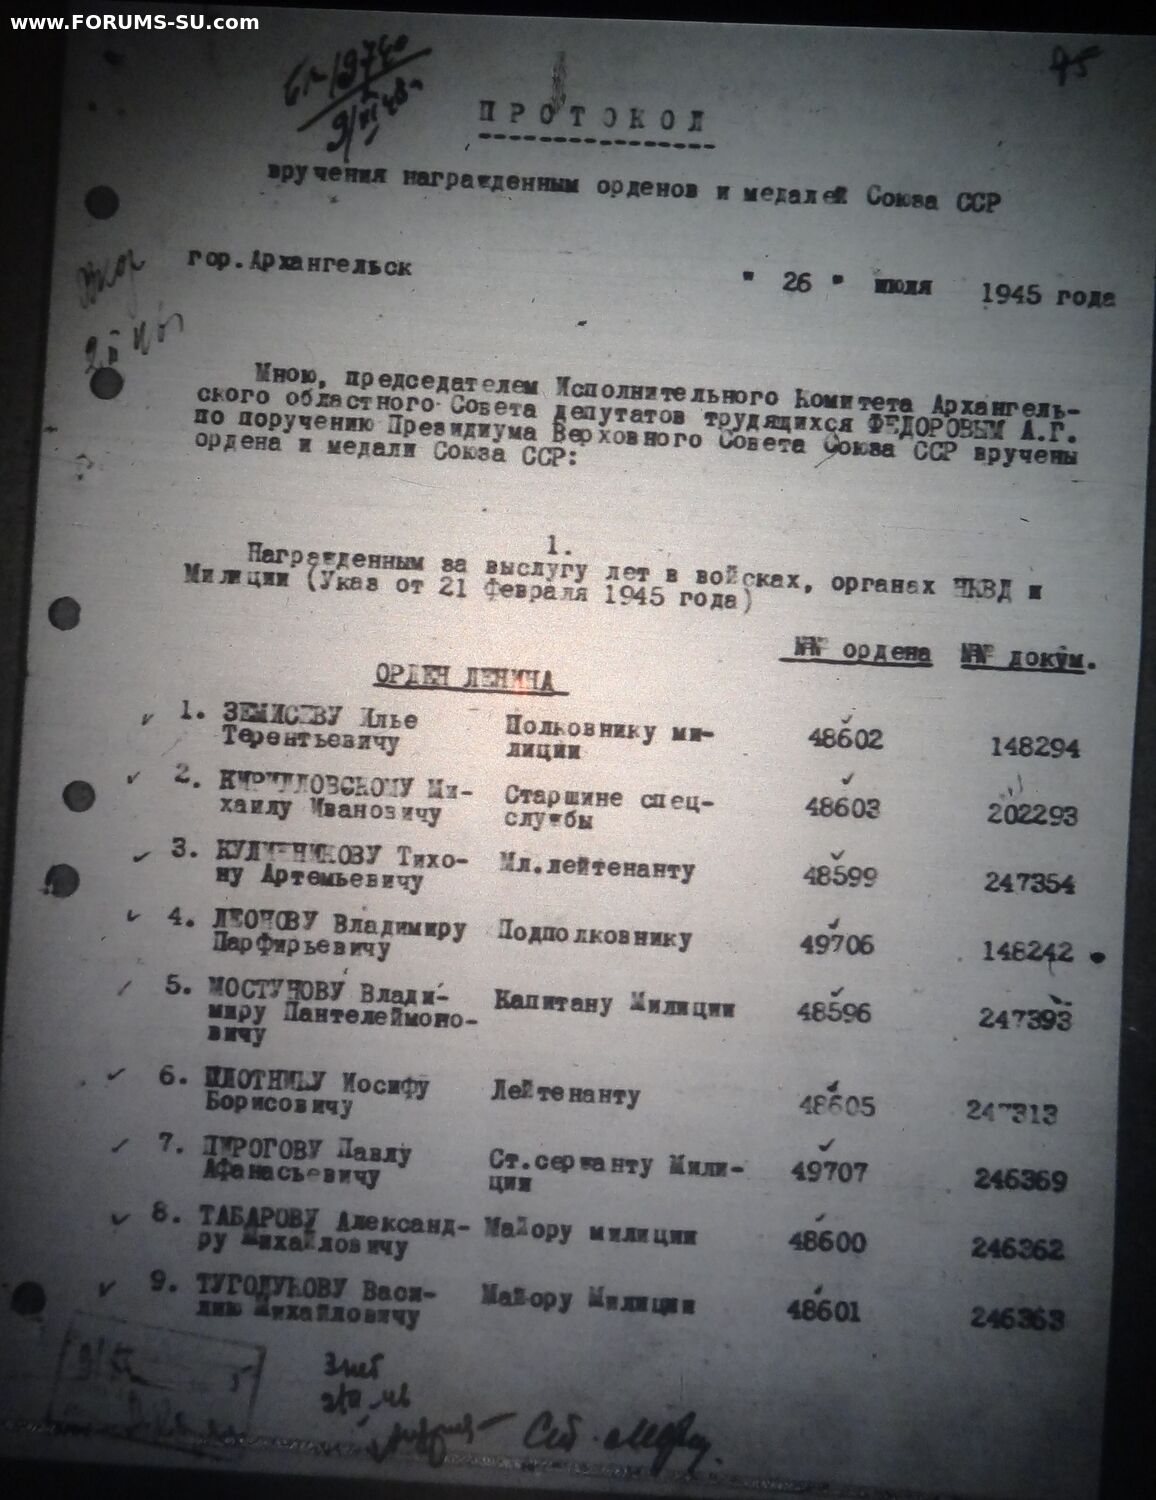 www.FORUMS-SU.com
95
ПРОТОКОЛ
вручения награжденным орденов и медалей Союза ССР
гор.Архангельск " 26 " июля 1945 года
Мною, председателем Исполнительного Комитета Архангель-
ского областного Совета депутатов трудящихся ФЕДОРОВЫМ А.Г.
по поручению Президиума Верховного Совета Союза ССР вручены
ордена и медали Союза ССР:
1.
Награжденным за выслугу лет в войсках, органах НКВД и
Милиции (Указ от 21 Февраля 1945 года)
№№ ордена №№ докум.
ОРДЕН ЛЕНИНА
1. Илье Полковнику ми- 48602 148294
Терентьевичу лиции
2. КИРИЛЛОВСКОМУ Ми- Старшине спец- 48603 202293
хаилу Ивановичу службы
3. Тихо- Мл.лейтенанту 48599 247354
ну Артемьевичу
4. ЛЕОНОВУ Владимиру Подполковнику 49706 148242
Парфирьевичу
5. МОСТУНОВУ Влади- Капитану Милиции 48596 247393
миру Пантелеймоно-
вичу
6. Иосифу Лейтенанту 48605 247313
Борисовичу
7. ПИРОГОВУ Павлу Ст.сержанту Мили- 49707 246369
Афанасьевичу ции
8. ТАБАРОВУ Александ- Майору милиции 48600 246362
ру Михайловичу
9. ТУГОЛУКОВУ Васи- Майору Милиции 48601 246363
лию Михайловичу